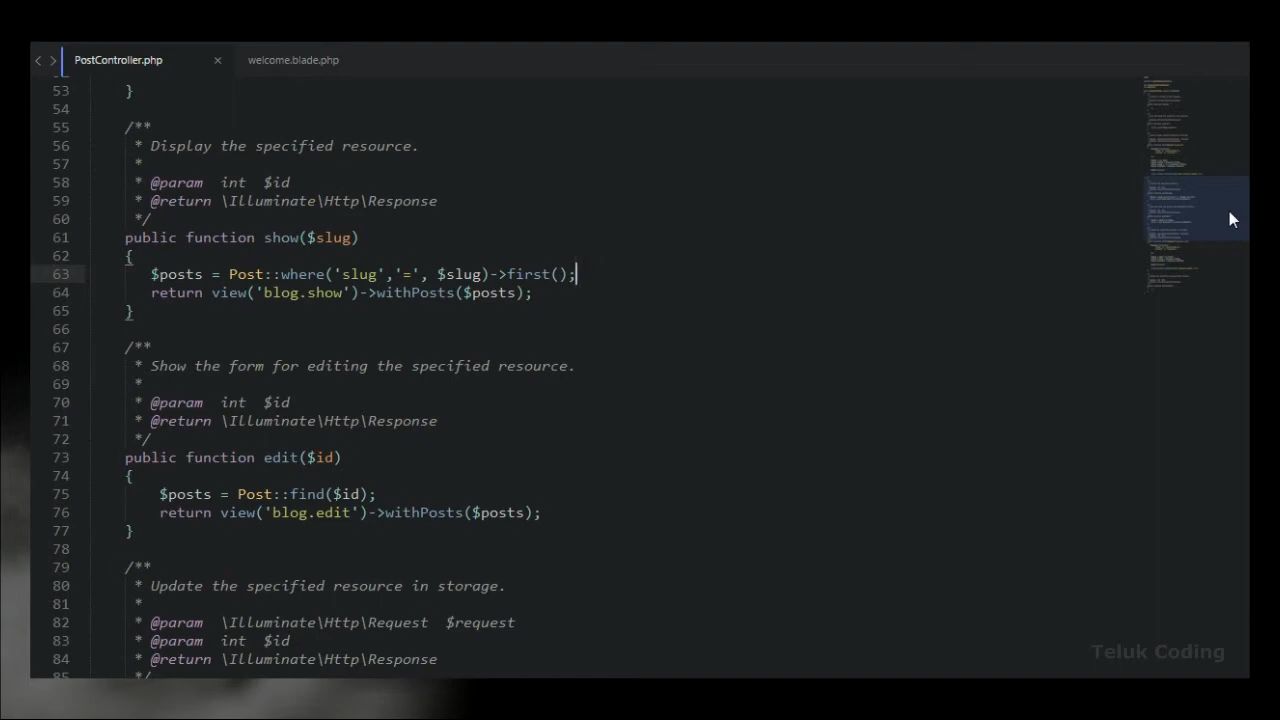 PostController.php × welcome.blade.php
53 }
54
55 /**
56 * Display the specified resource.
57 *
58 * @param int $id
59 * @return \Illuminate\Http\Response
60 */
61 public function show($slug)
62 {
63 $posts = Post::where('slug','=', $slug)->first();
64 return view('blog.show')->withPosts($posts);
65 }
66
67 /**
68 * Show the form for editing the specified resource.
69 *
70 * @param int $id
71 * @return \Illuminate\Http\Response
72 */
73 public function edit($id)
74 {
75 $posts = Post::find($id);
76 return view('blog.edit')->withPosts($posts);
77 }
78
79 /**
80 * Update the specified resource in storage.
81 *
82 * @param \Illuminate\Http\Request $request
83 * @param int $id
84 * @return \Illuminate\Http\Response
Teluk Coding